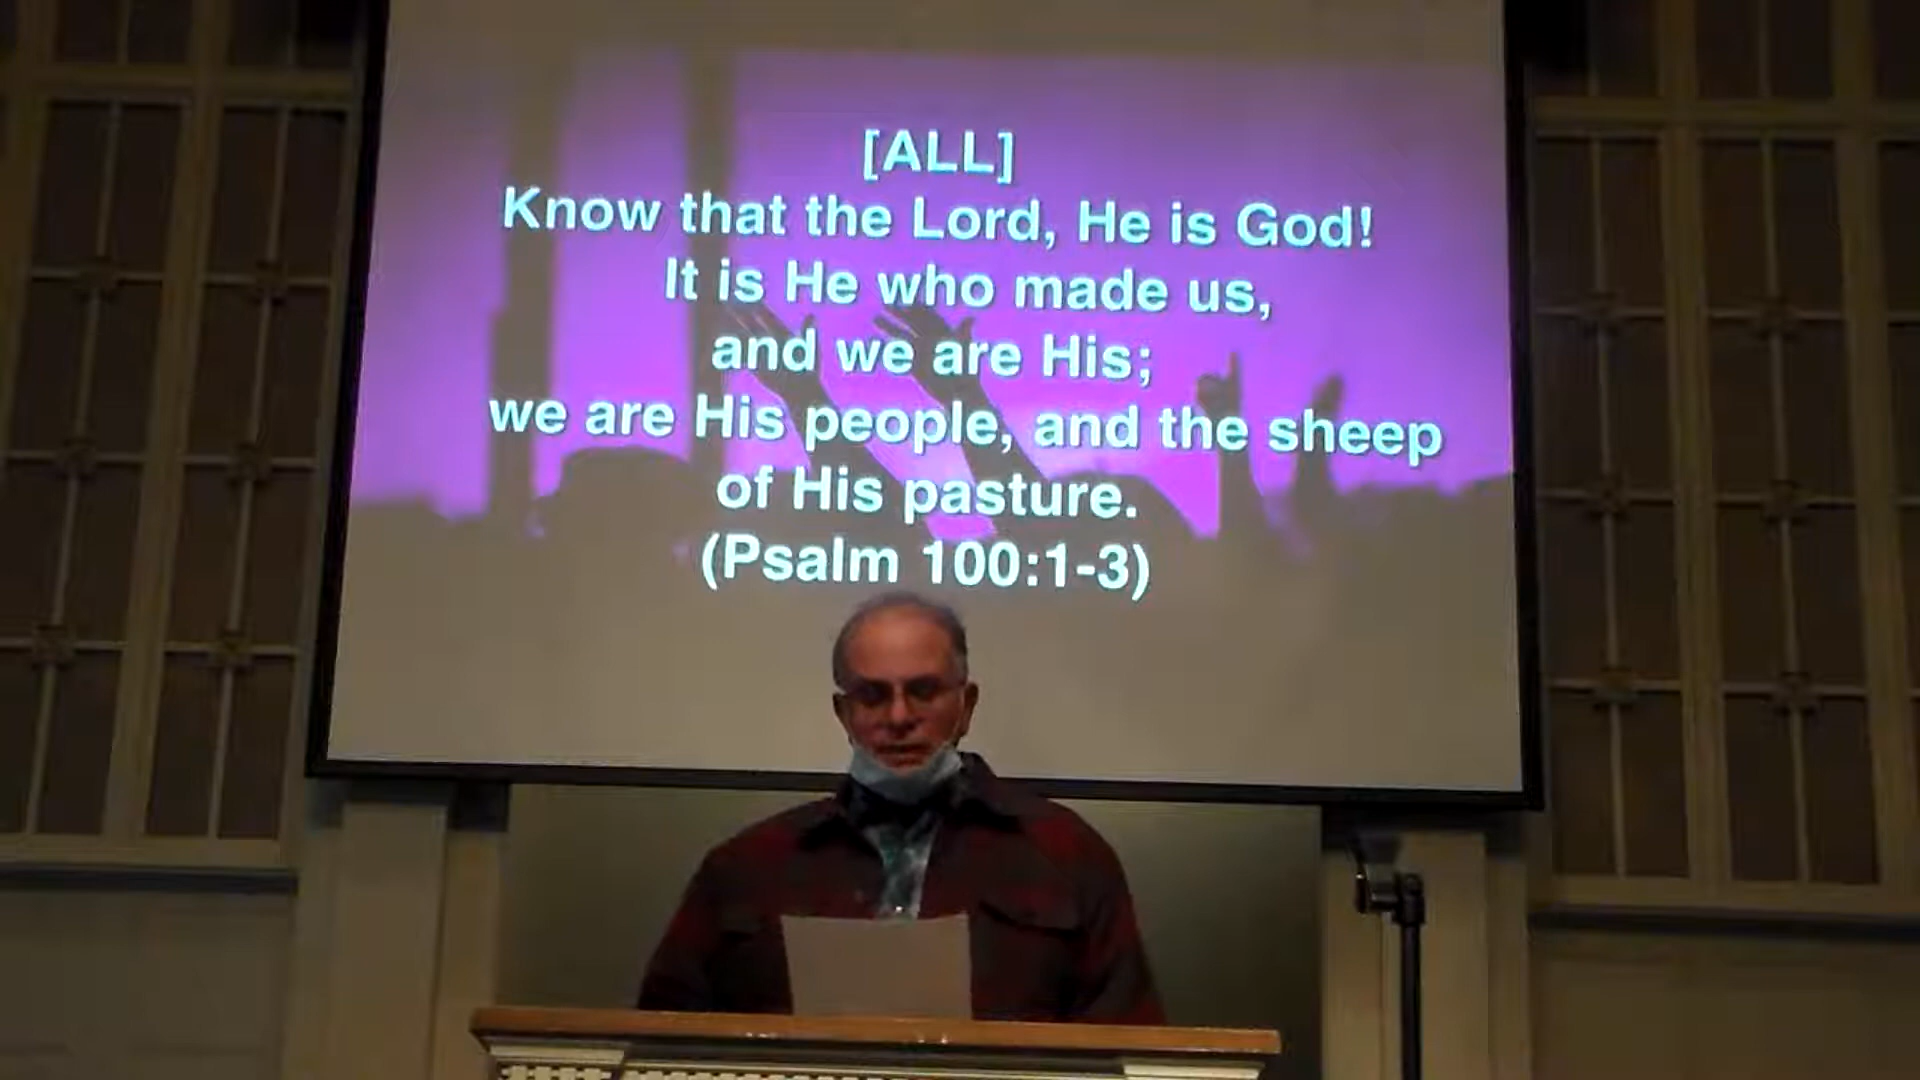 [ALL]
Know that the Lord, He is God!
It is He who made us,
and we are His;
we are His people, and the sheep
of His pasture.
(Psalm 100:1-3)